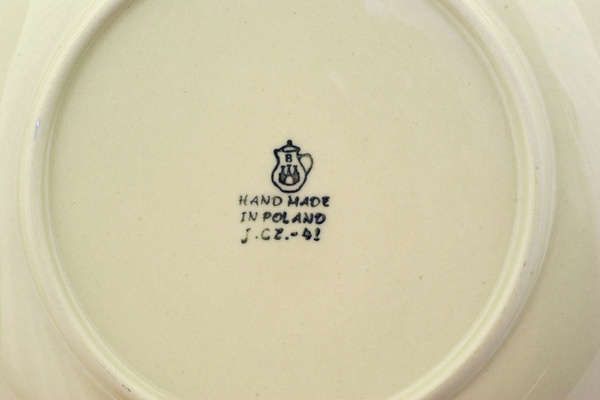 B
HAND MADE
IN POLAND
J.CZ.-41